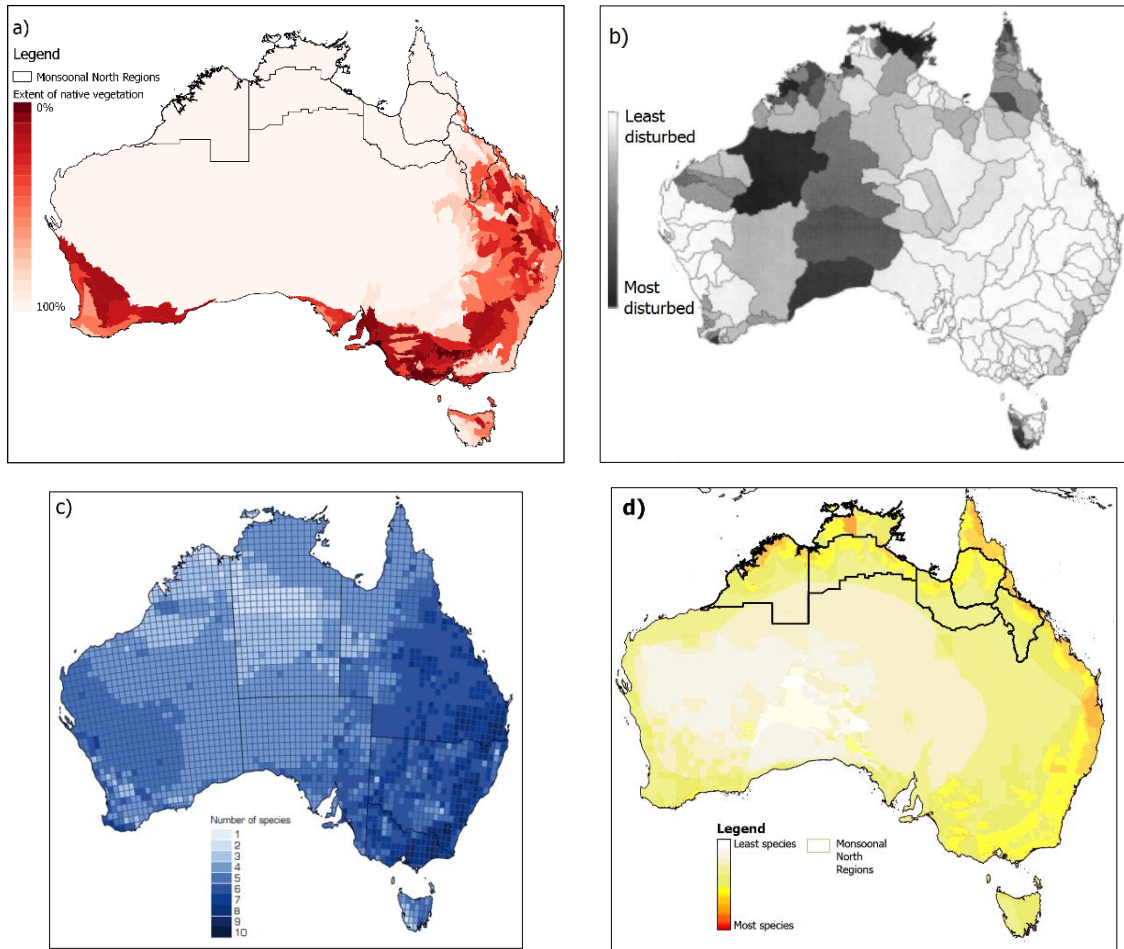 a)
Legend
Monsoonal North Regions
Extent of native vegetation
0%
100%
b)
Least
disturbed
Most
disturbed
c)
Number of species
1
2
3
4
5
6
7
8
9
10
d)
Legend
Least species
Most species
Monsoonal
North
Regions